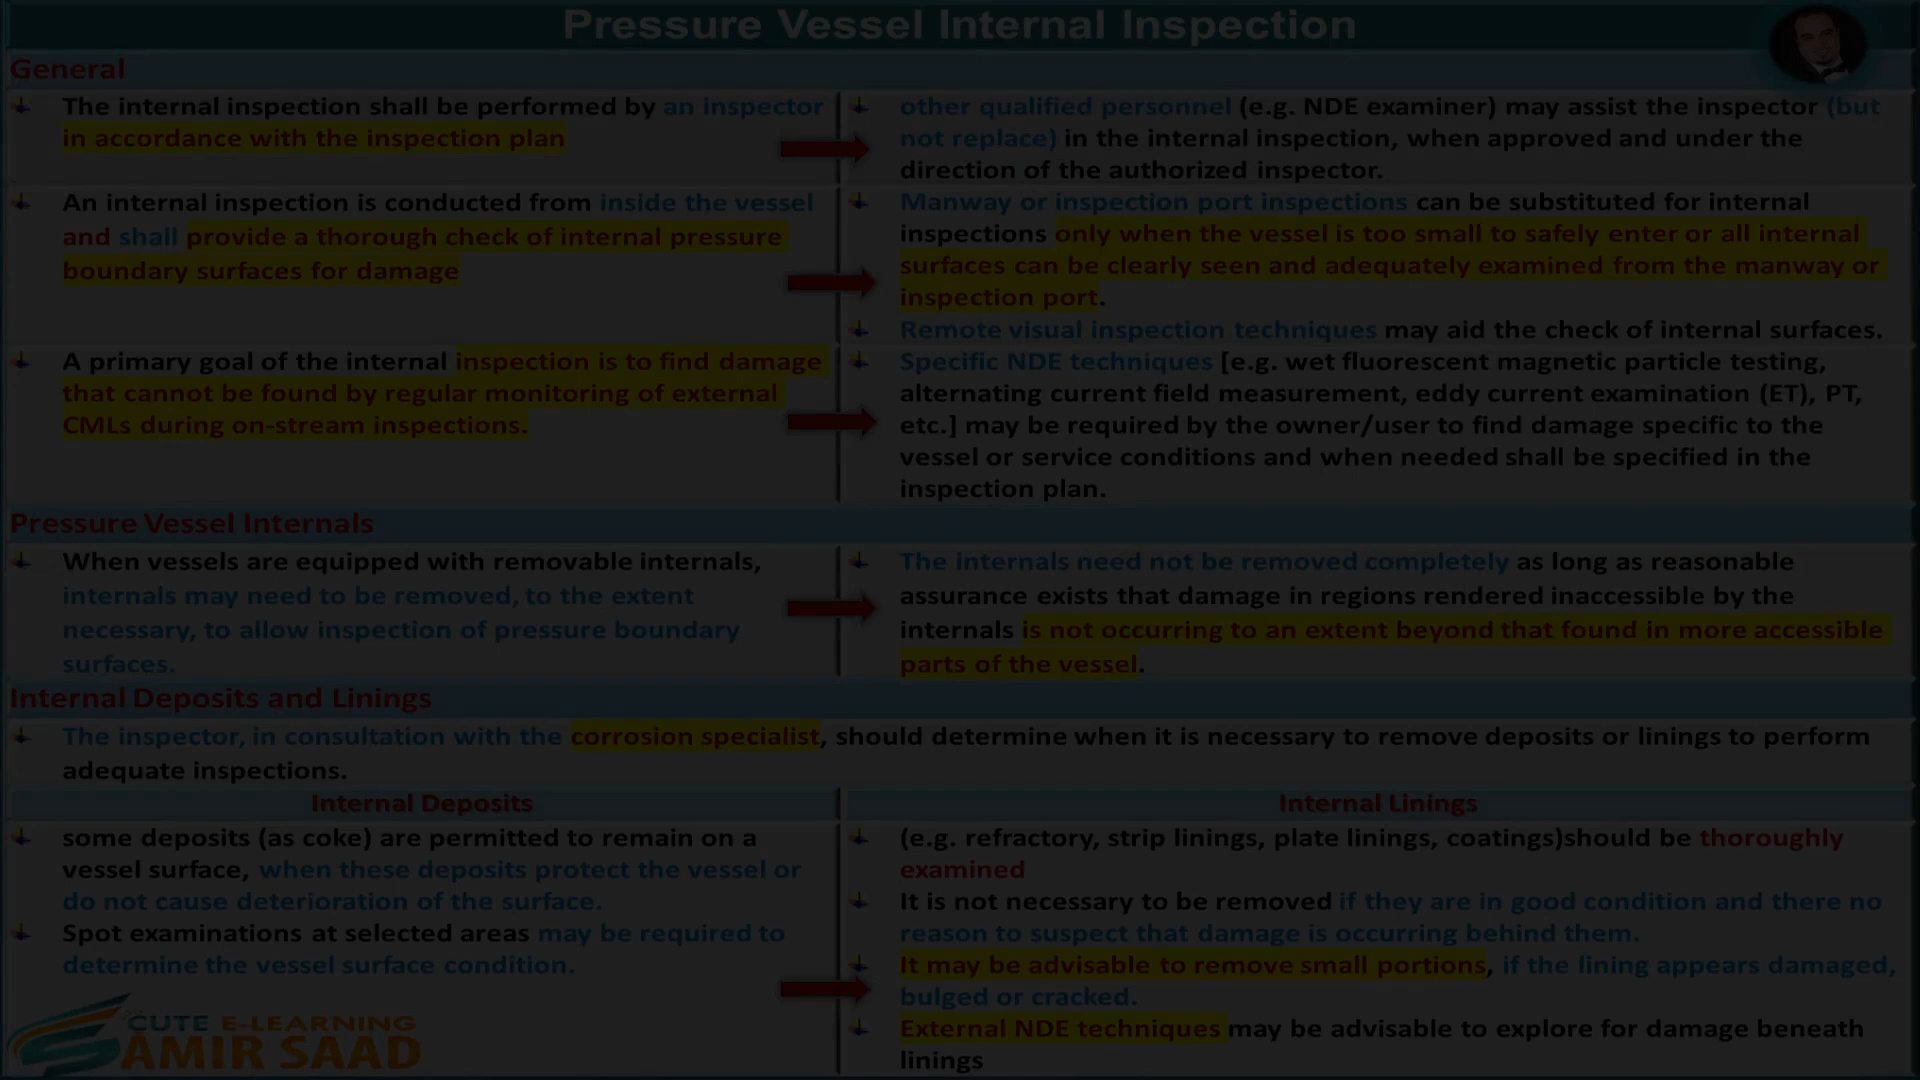 Pressure Vessel Internal Inspection
General
The internal inspection shall be performed by an inspector
in accordance with the inspection plan
other qualified personnel (e.g. NDE examiner) may assist the inspector (but
not replace) in the internal inspection, when approved and under the
direction of the authorized inspector.
An internal inspection is conducted from inside the vessel
and shall provide a thorough check of internal pressure
boundary surfaces for damage
Manway or inspection port inspections can be substituted for internal
inspections only when the vessel is too small to safely enter or all internal
surfaces can be clearly seen and adequately examined from the manway or
inspection port.
Remote visual inspection techniques may aid the check of internal surfaces.
A primary goal of the internal inspection is to find damage
that cannot be found by regular monitoring of external
CMLs during on-stream inspections.
Specific NDE techniques [e.g. wet fluorescent magnetic particle testing,
alternating current field measurement, eddy current examination (ET), PT,
etc.] may be required by the owner/user to find damage specific to the
vessel or service conditions and when needed shall be specified in the
inspection plan.
Pressure Vessel Internals
When vessels are equipped with removable internals,
internals may need to be removed, to the extent
necessary, to allow inspection of pressure boundary
surfaces.
The internals need not be removed completely as long as reasonable
assurance exists that damage in regions rendered inaccessible by the
internals is not occurring to an extent beyond that found in more accessible
parts of the vessel.
Internal Deposits and Linings
The inspector, in consultation with the corrosion specialist, should determine when it is necessary to remove deposits or linings to perform
adequate inspections.
Internal Deposits
some deposits (as coke) are permitted to remain on a
vessel surface, when these deposits protect the vessel or
do not cause deterioration of the surface.
Spot examinations at selected areas may be required to
determine the vessel surface condition.
Internal Linings
(e.g. refractory, strip linings, plate linings, coatings)should be thoroughly
examined
It is not necessary to be removed if they are in good condition and there no
reason to suspect that damage is occurring behind them.
It may be advisable to remove small portions, if the lining appears damaged,
bulged or cracked.
External NDE techniques may be advisable to explore for damage beneath
linings
CUTE E-LEARNING
AMIR SAAD